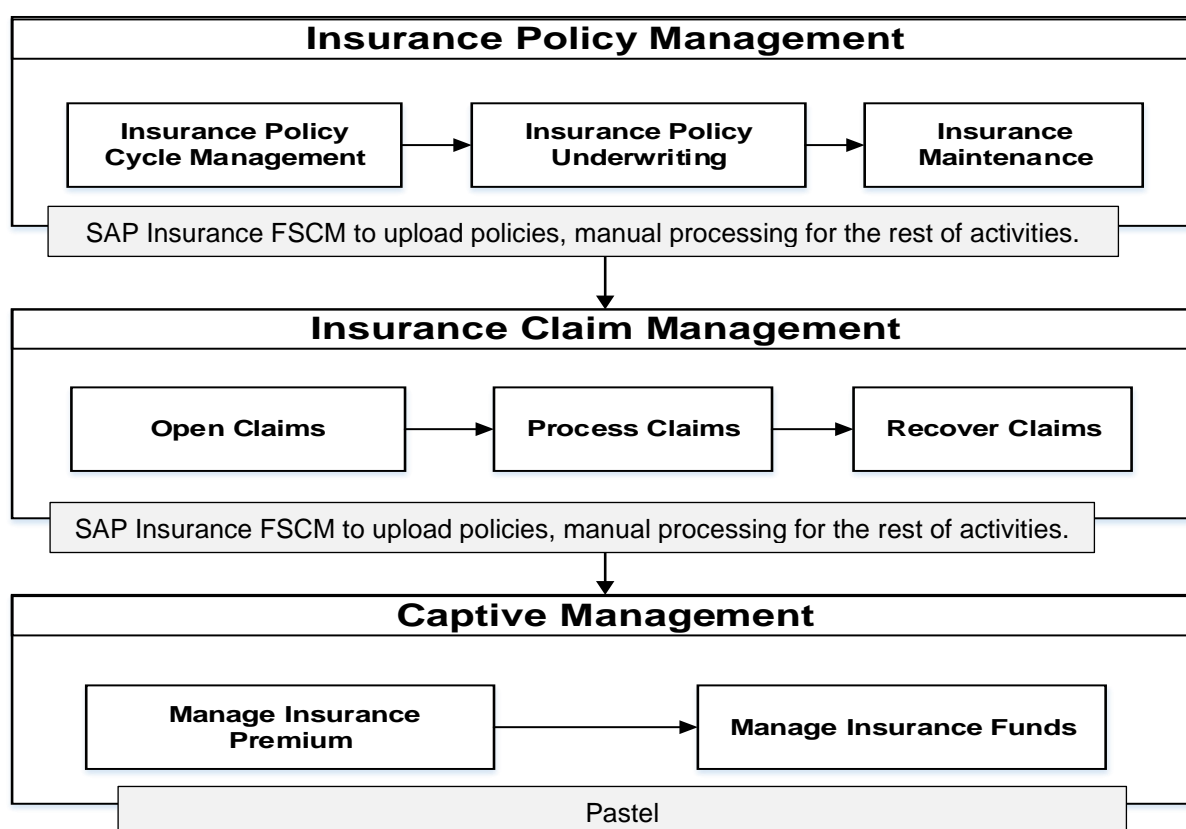 Insurance Policy Management
Insurance Policy
Cycle Management
Insurance Policy
Underwriting
Insurance
Maintenance
SAP Insurance FSCM to upload policies, manual processing for the rest of activities.
Insurance Claim Management
Open Claims
Process Claims
Recover Claims
SAP Insurance FSCM to upload policies, manual processing for the rest of activities.
Captive Management
Manage Insurance
Premium
Manage Insurance Funds
Pastel